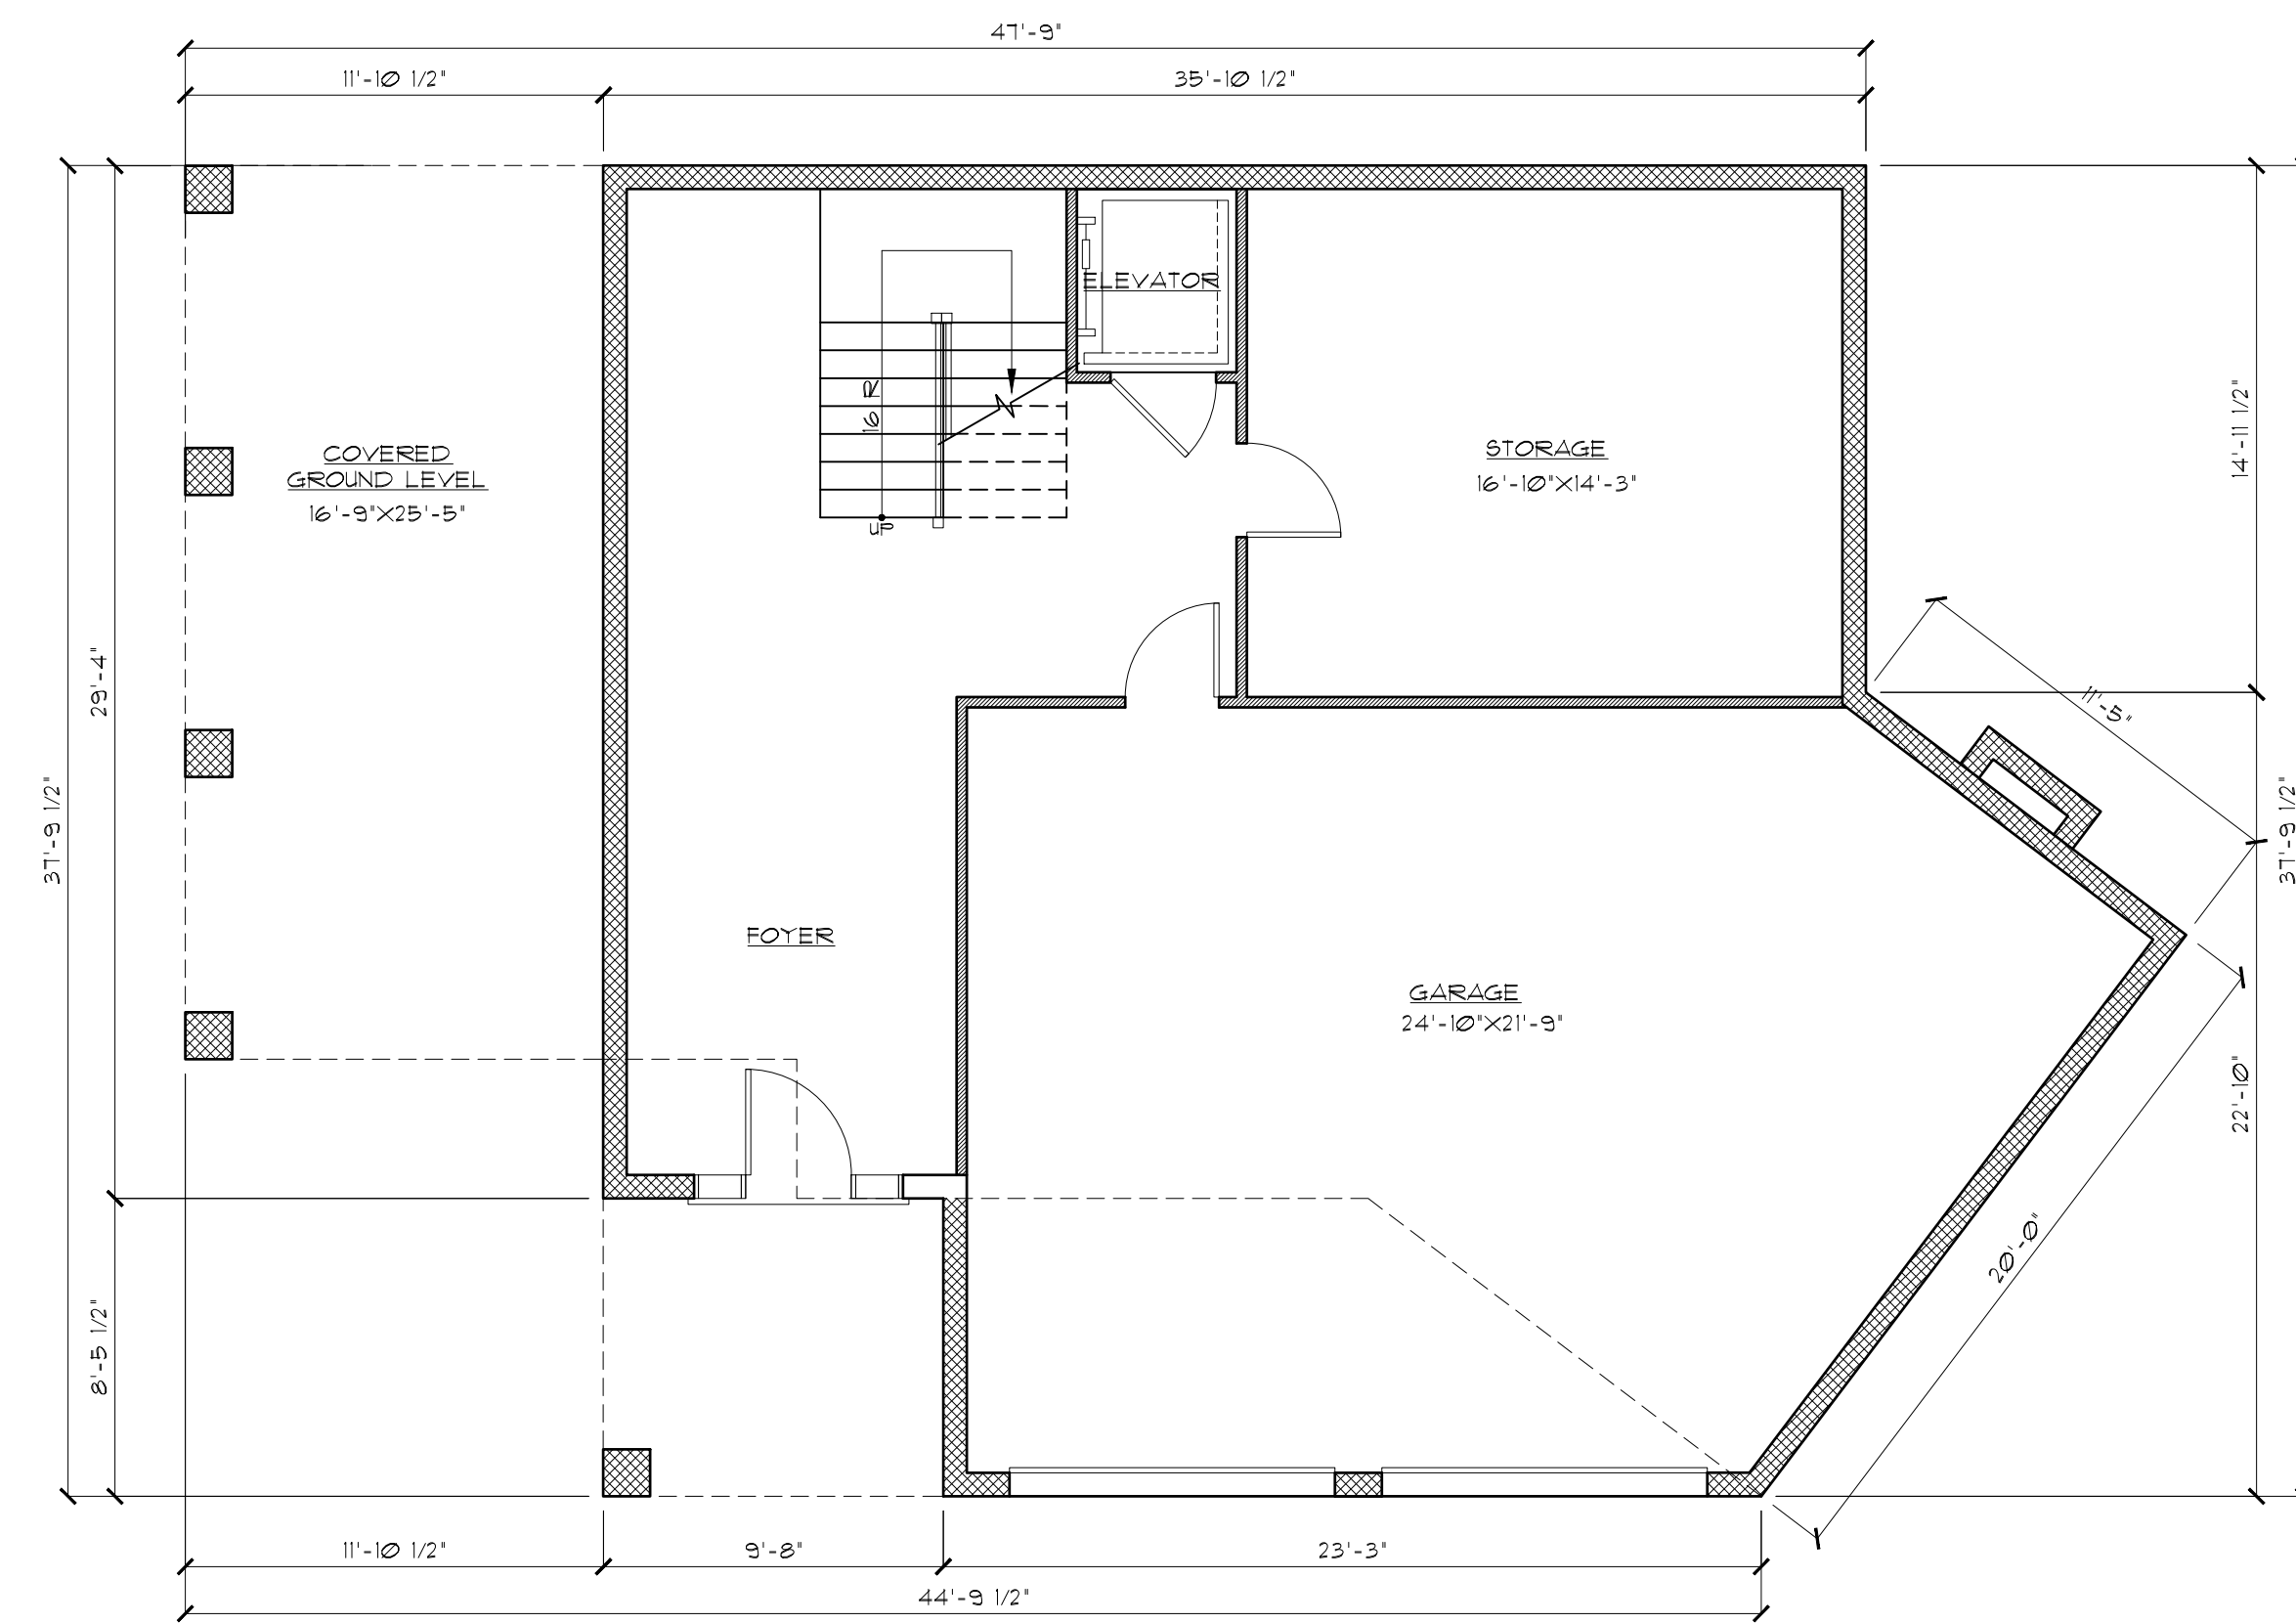 47'-9"
11'-10 1/2"
35'-10 1/2"
ELEVATOR
16 R
UP
COVERED
GROUND LEVEL
16'-9"X25'-5"
STORAGE
16'-10"X14'-3"
14'-11 1/2"
11'-5"
29'-4"
37'-9 1/2"
37'-9 1/2"
FOYER
GARAGE
24'-10"X21'-9"
22'-10"
20'-0"
8'-5 1/2"
11'-10 1/2"
9'-8"
23'-3"
44'-9 1/2"